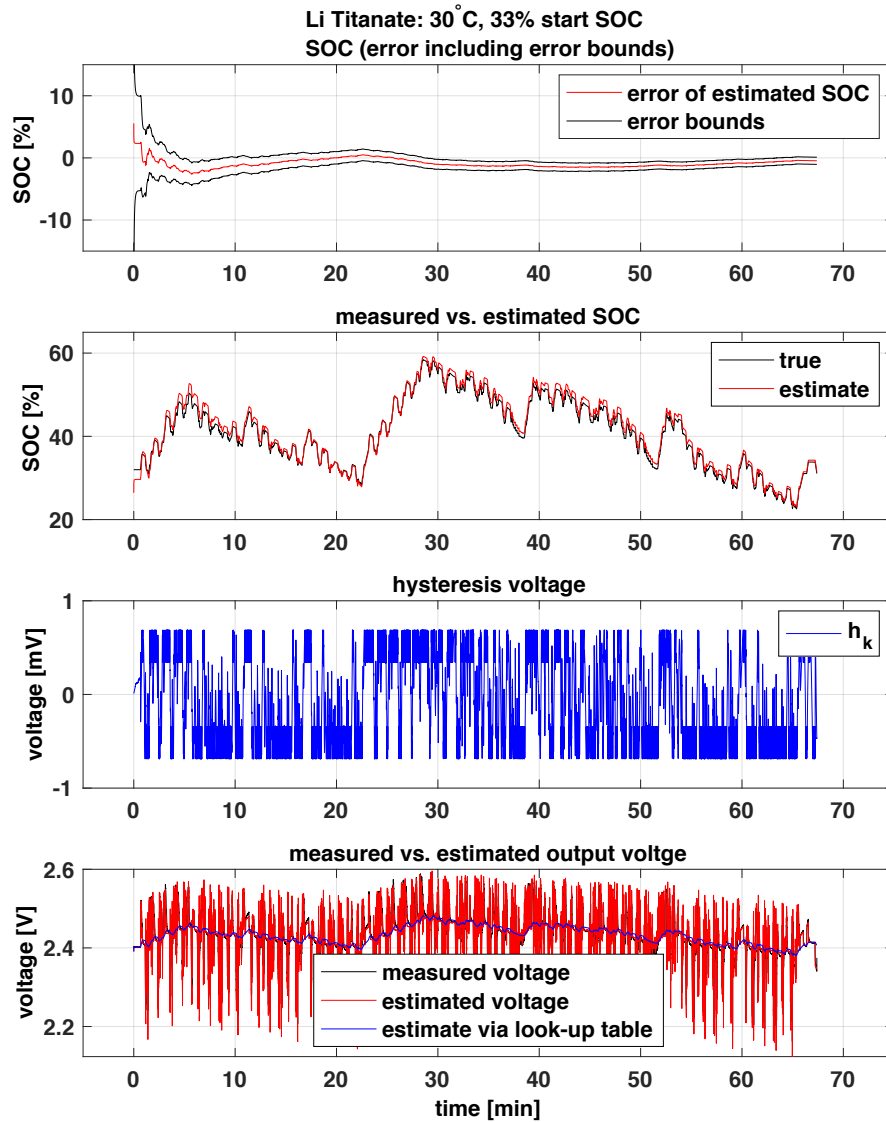 Li Titanate: 30°C, 33% start SOC
SOC (error including error bounds)
SOC [%]
10
0
-10
error of estimated SOC
error bounds
0 10 20 30 40 50 60 70
measured vs. estimated SOC
SOC [%]
60
40
20
true
estimate
0 10 20 30 40 50 60 70
hysteresis voltage
voltage [mV]
1
0
-1
h_k
0 10 20 30 40 50 60 70
measured vs. estimated output voltge
voltage [V]
2.6
2.4
2.2
measured voltage
estimated voltage
estimate via look-up table
0 10 20 30 40 50 60 70
time [min]